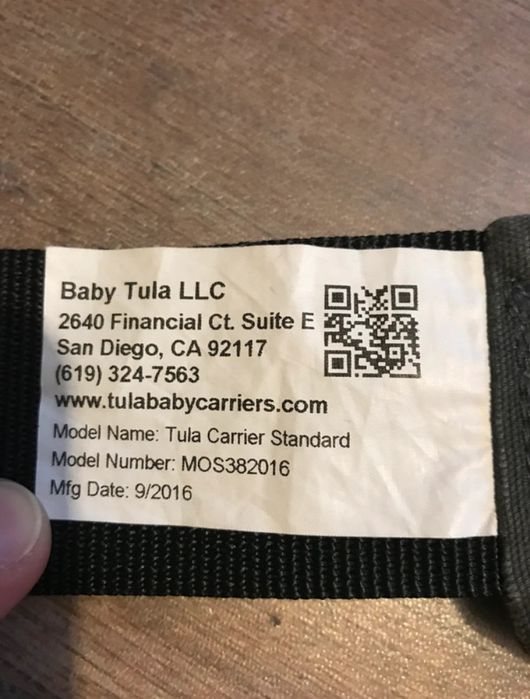 Baby Tula LLC
2640 Financial Ct. Suite E
San Diego, CA 92117
(619) 324-7563
www.tulababycarriers.com
Model Name: Tula Carrier Standard
Model Number: MOS382016
Mfg Date: 9/2016